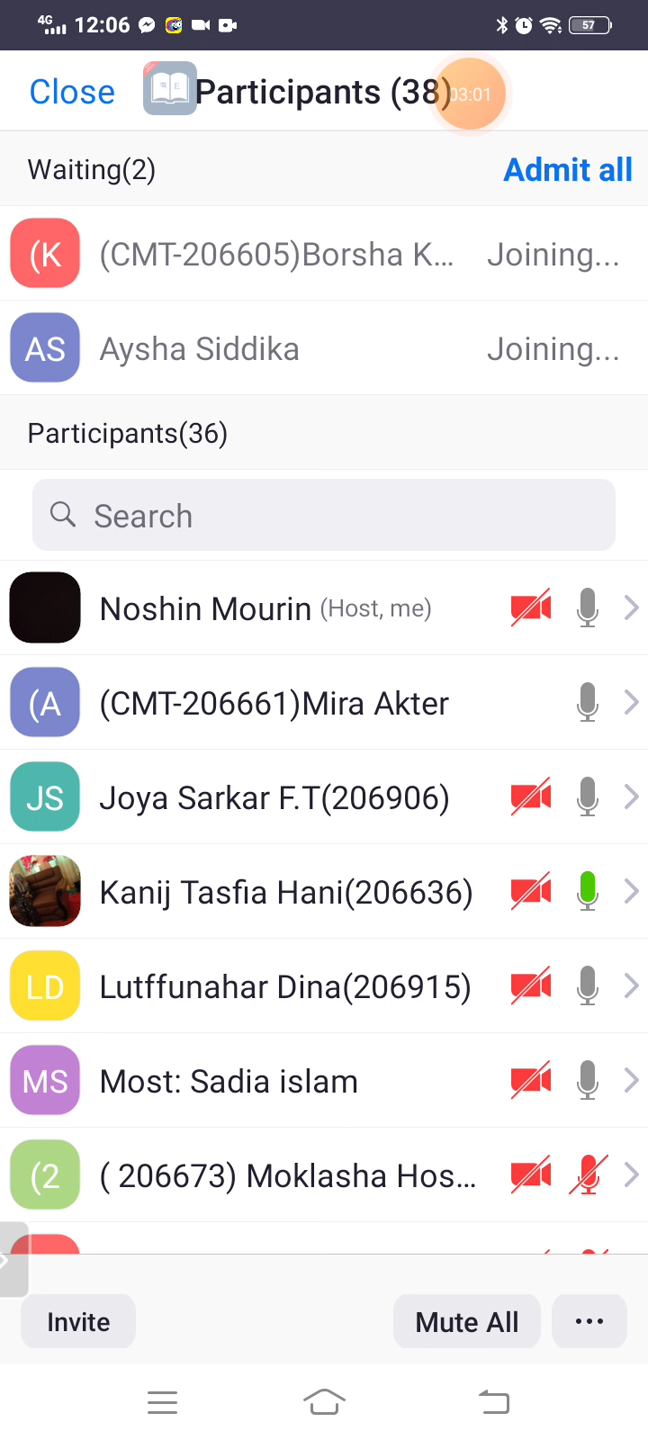 4G 12:06 57
Close Participants (38) 03:01
Waiting(2) Admit all
(K (CMT-206605)Borsha K... Joining...
AS Aysha Siddika Joining...
Participants(36)
Search
Noshin Mourin (Host, me)
(A (CMT-206661)Mira Akter
JS Joya Sarkar F.T(206906)
Kanij Tasfia Hani(206636)
LD Lutffunahar Dina(206915)
MS Most: Sadia islam
(2 ( 206673) Moklasha Hos...
Invite Mute All ...